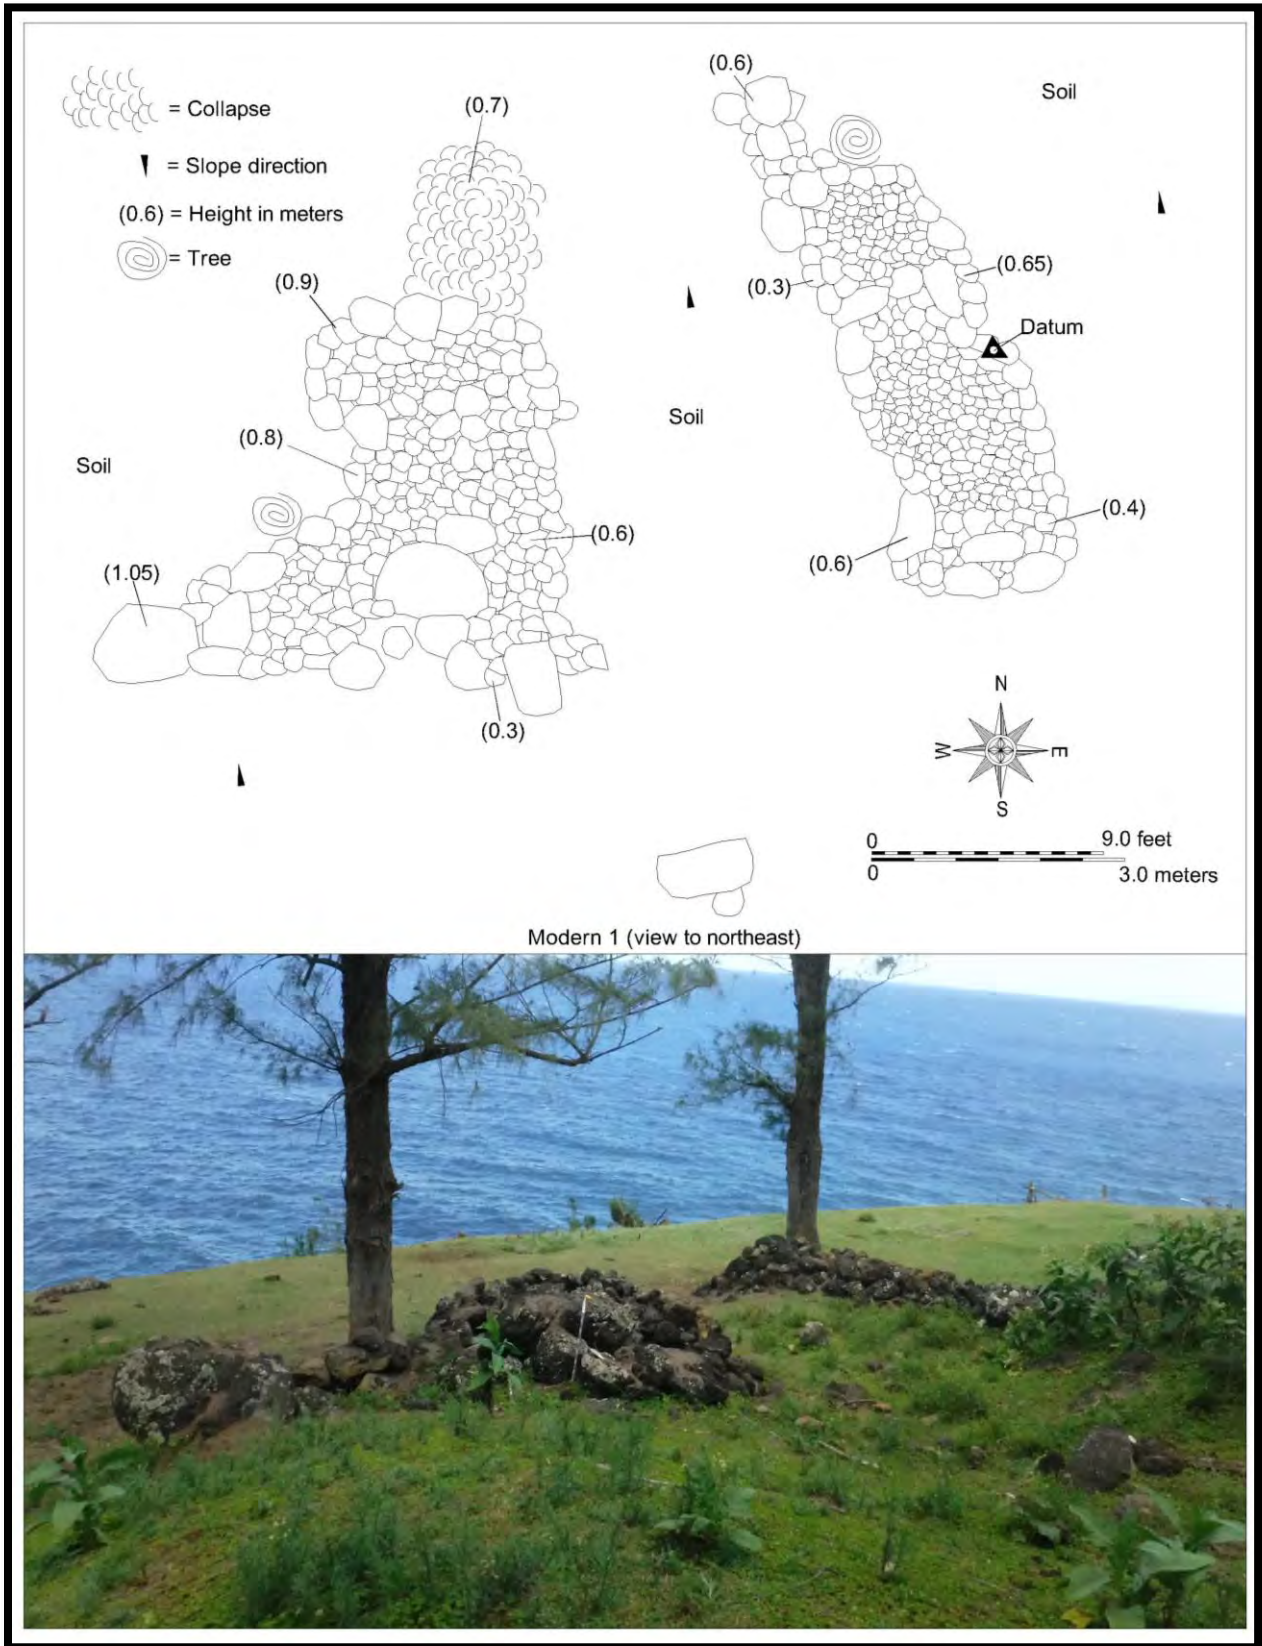 = Collapse
= Slope direction
(0.6) = Height in meters
= Tree
(0.7)
(0.9)
(0.8)
Soil
(0.6)
(1.05)
(0.3)
(0.6)
Soil
(0.65)
(0.3)
Datum
Soil
(0.4)
(0.6)
N
W E
S
0 9.0 feet
0 3.0 meters
Modern 1 (view to northeast)